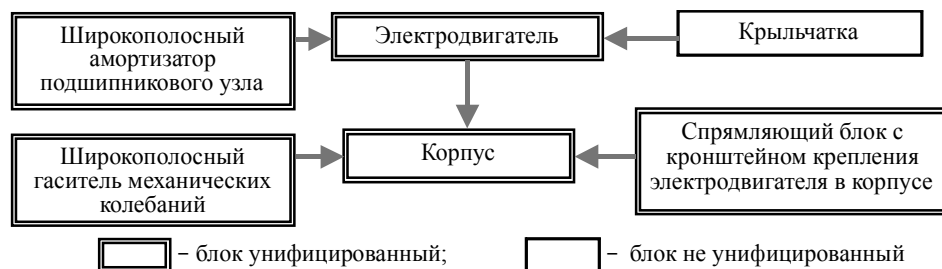 Широкополосный
амортизатор
подшипникового узла
Электродвигатель
Крыльчатка
Широкополосный
гаситель механических
колебаний
Корпус
Спрямляющий блок с
кронштейном крепления
электродвигателя в корпусе
– блок унифицированный;
– блок не унифицированный